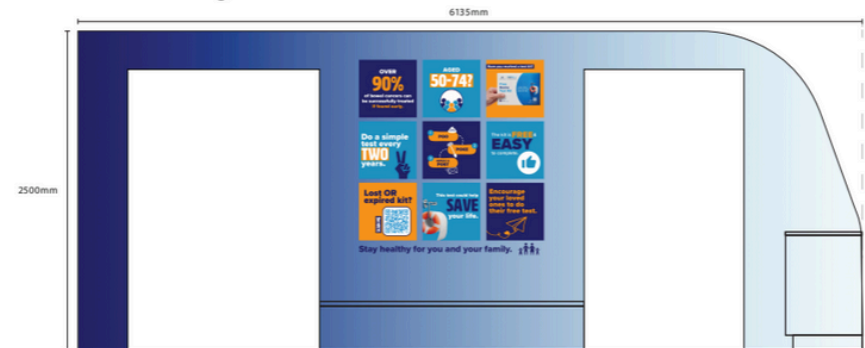 6135mm
2500mm
OVER
90%
of bowel cancers can
be successfully treated
if found early.
AGED
50-74?
Do a simple
test every
TWO
years.
The kit is FREE &
EASY
to complete.
Lost OR
expired kit?
This test could help
SAVE
your life.
Encourage
your loved
ones to do
their free test.
Stay healthy for you and your family.